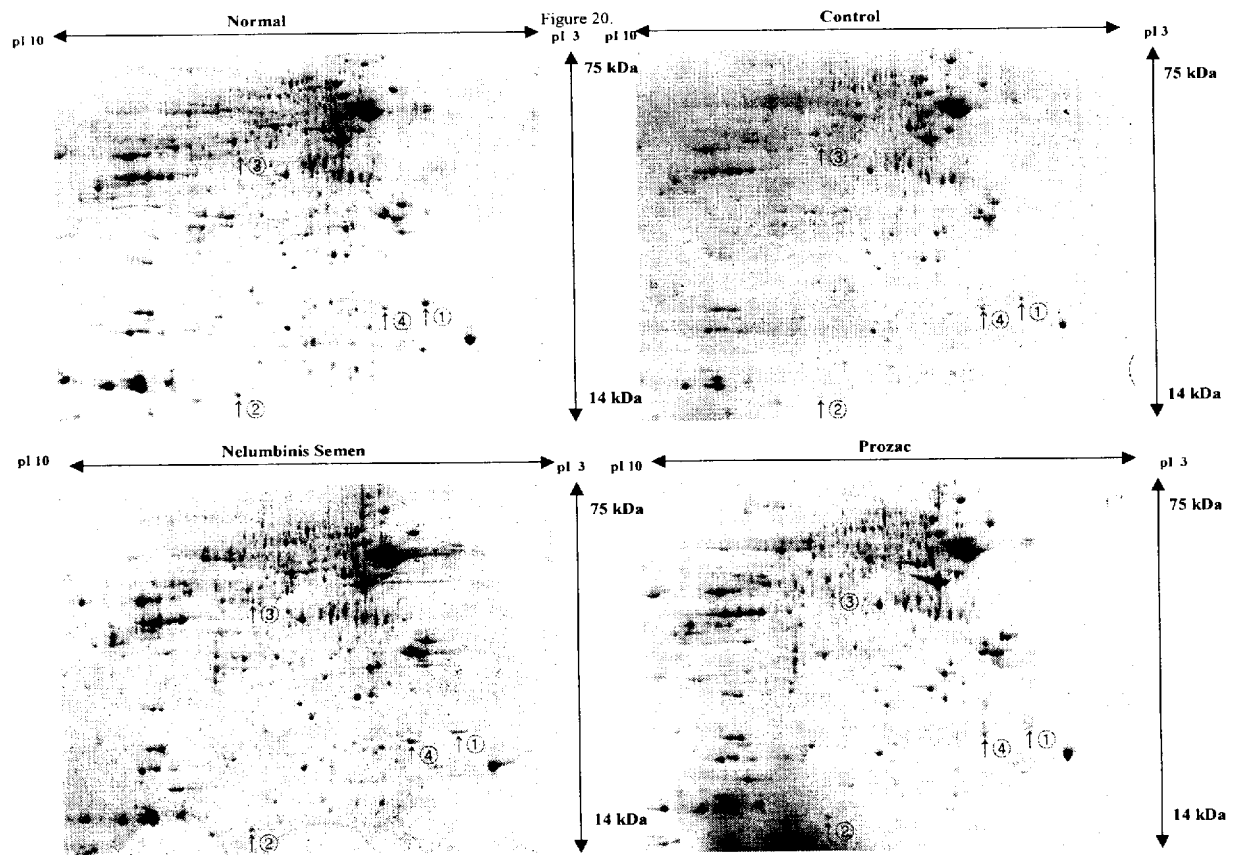 Figure 20.
Normal
Control
pI 10
pI 3
pI 10
pI 3
75 kDa
75 kDa
↑③
↑③
↑④ ↑①
↑④ ↑①
14 kDa
14 kDa
↑②
↑②
Nelumbinis Semen
Prozac
pI 10
pI 3
pI 10
pI 3
75 kDa
75 kDa
↑③
↑③
↑④ ↑①
↑④ ↑①
14 kDa
14 kDa
↑②
↑②